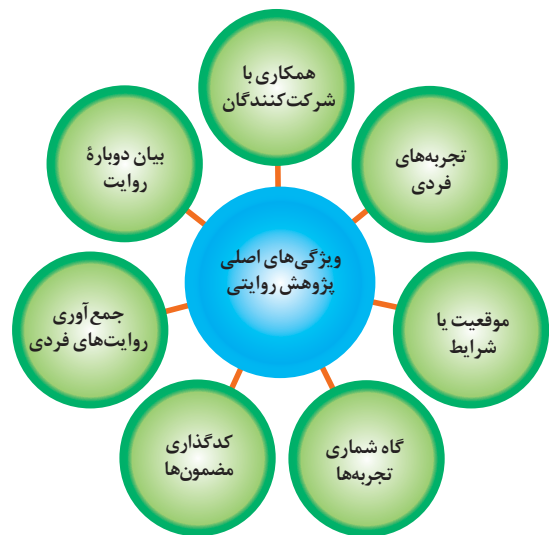 همکاری با
شرکت‌کنندگان
تجربه‌های
فردی
موقعیت یا
شرایط
گاه شماری
تجربه‌ها
کدگذاری
مضمون‌ها
جمع‌آوری
روایت‌های فردی
بیان دوبارهٔ
روایت
ویژگی‌های اصلی
پژوهش روایتی